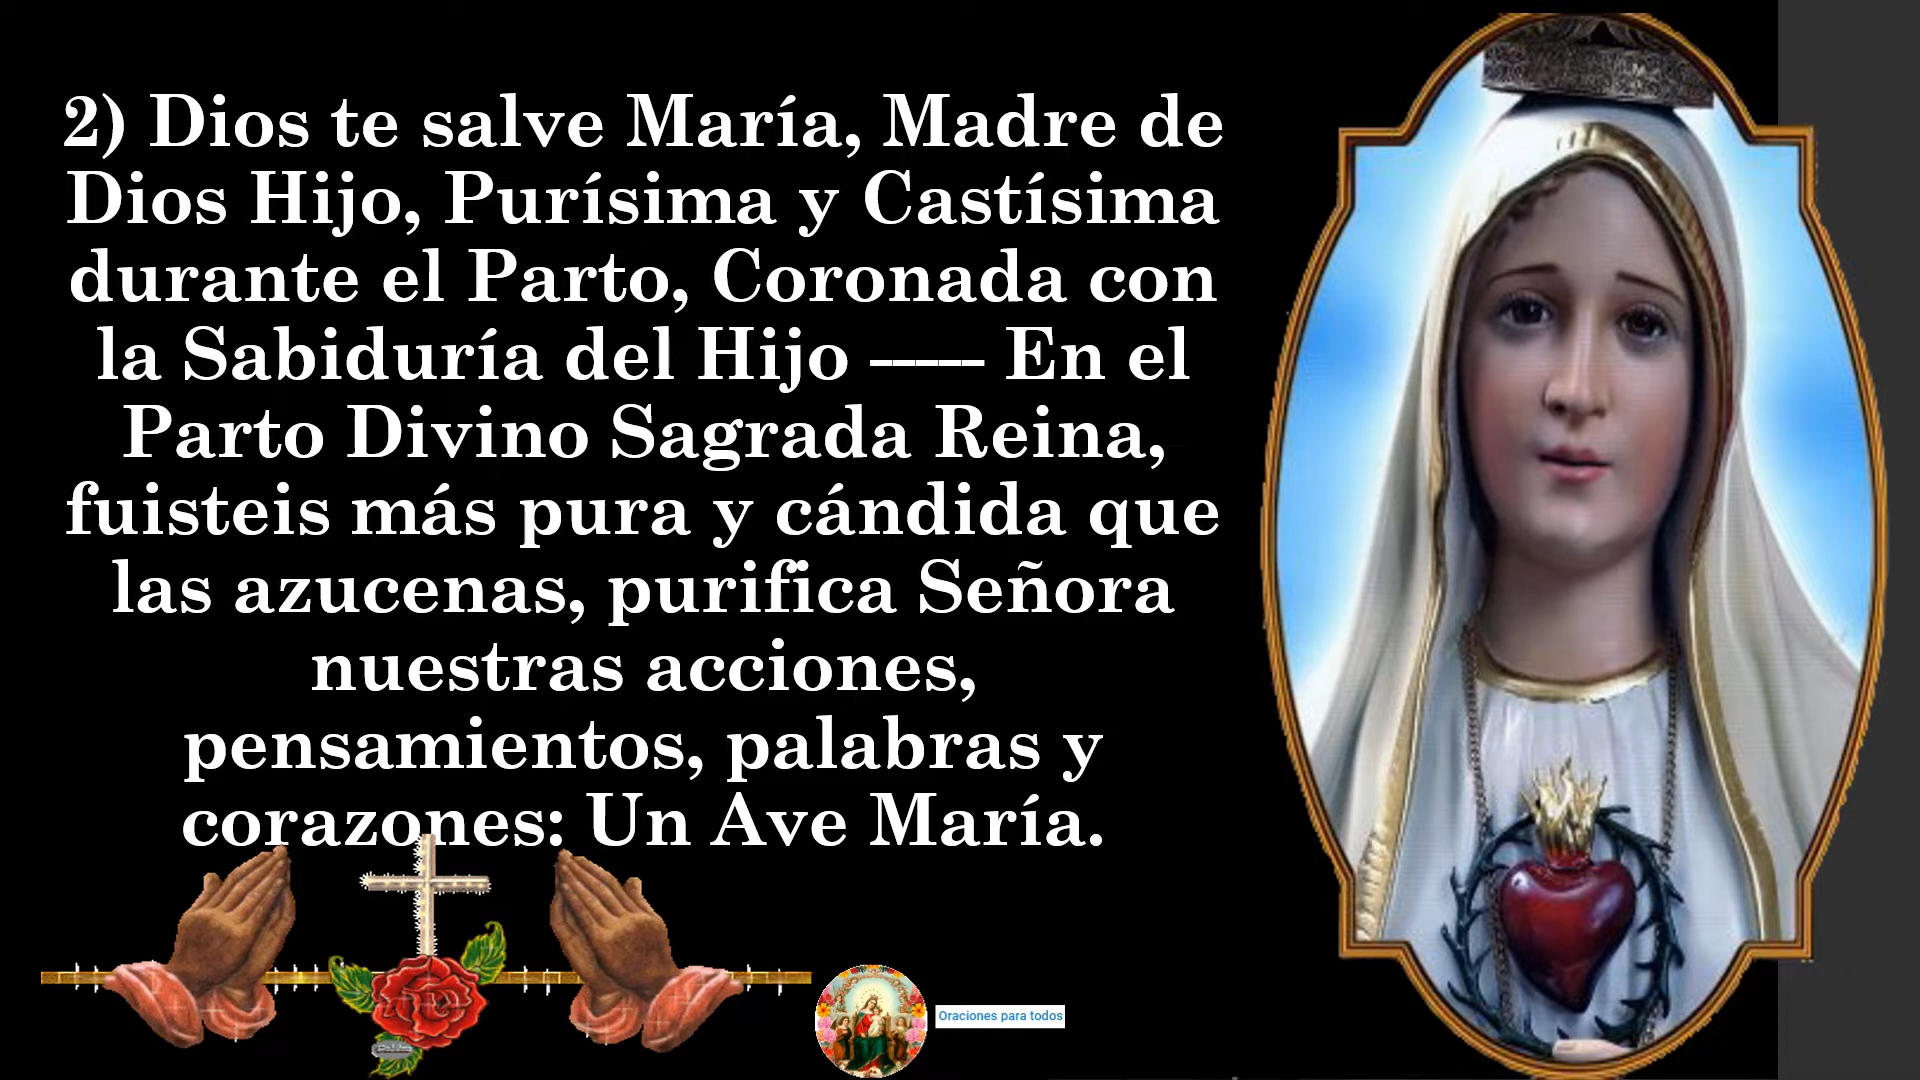 2) Dios te salve María, Madre de
Dios Hijo, Purísima y Castísima
durante el Parto, Coronada con
la Sabiduría del Hijo ----- En el
Parto Divino Sagrada Reina,
fuisteis más pura y cándida que
las azucenas, purifica Señora
nuestras acciones,
pensamientos, palabras y
corazones: Un Ave María.
Oraciones para todos